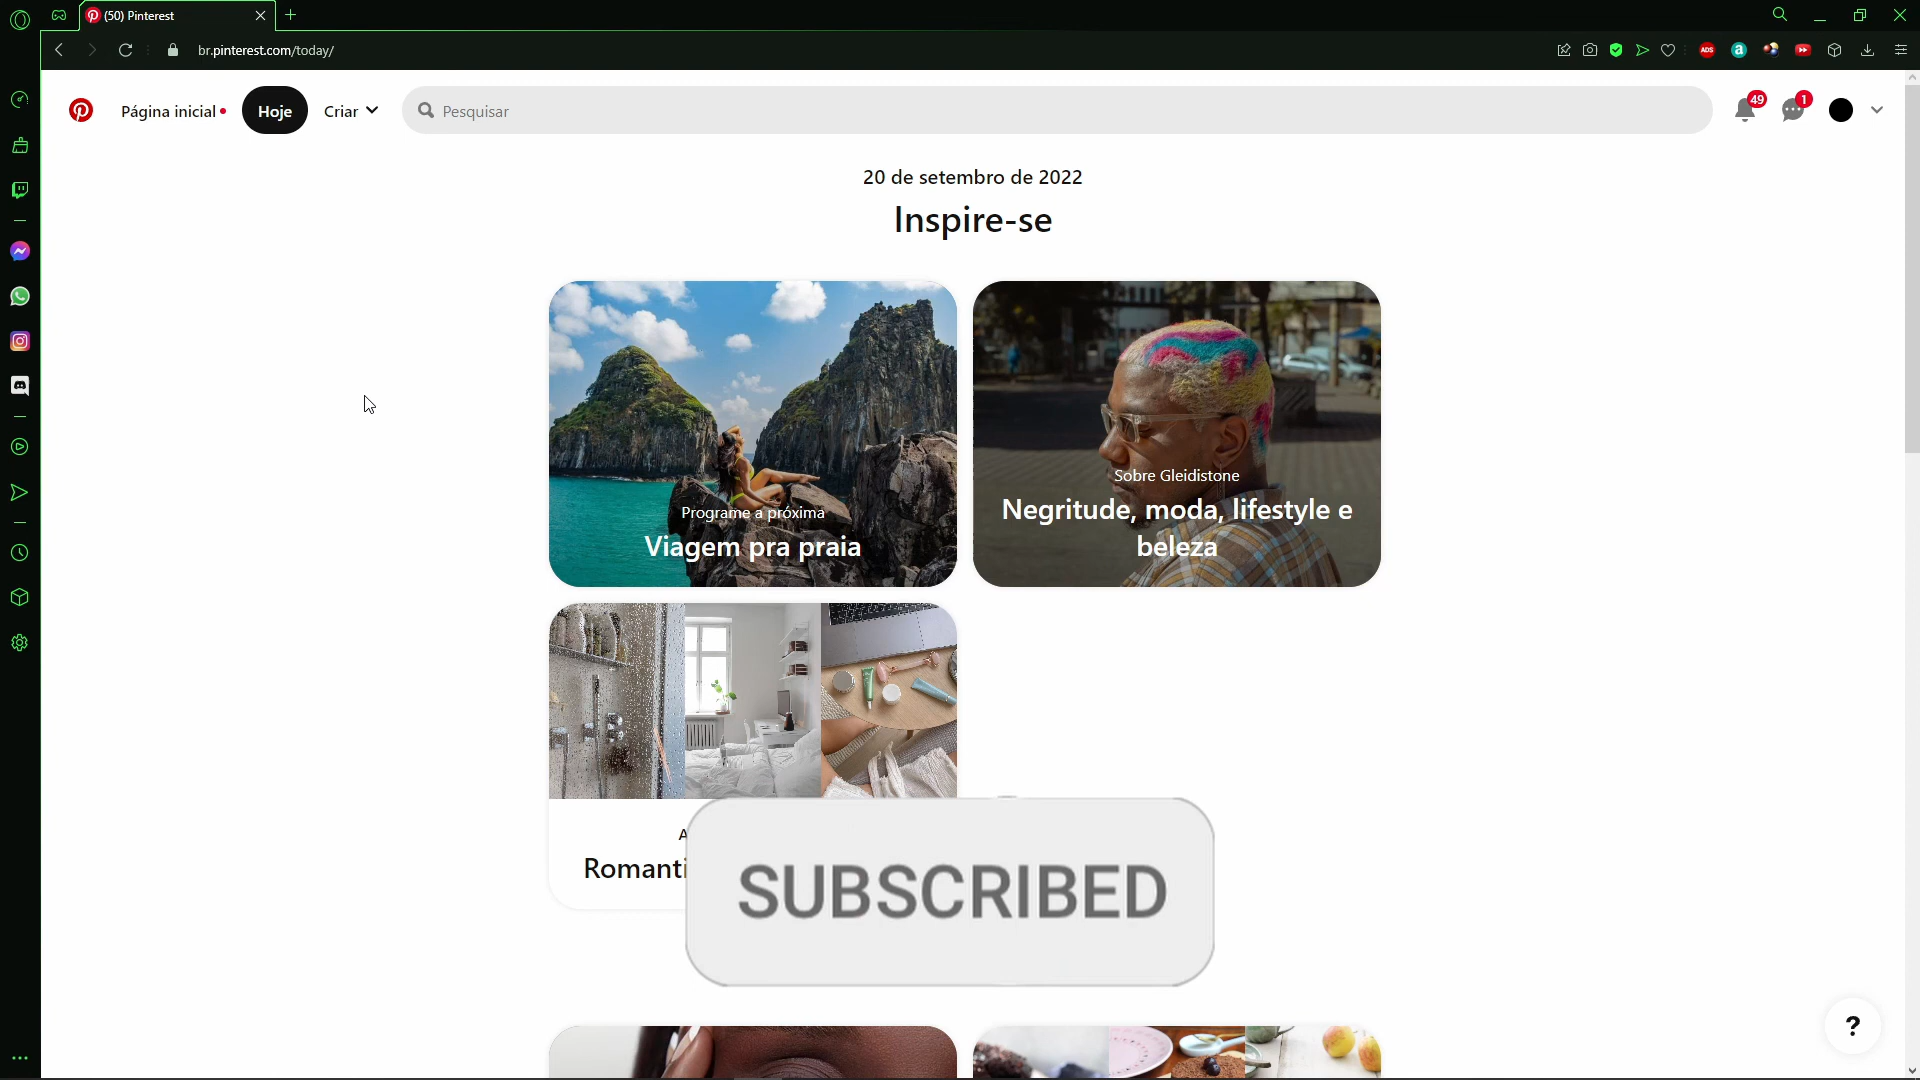 (50) Pinterest
br.pinterest.com/today/
ADS
a
Página inicial
Hoje
Criar
Pesquisar
49
1
20 de setembro de 2022
Inspire-se
Programe a próxima
Viagem pra praia
Sobre Gleidistone
Negritude, moda, lifestyle e
beleza
A
Romanti
SUBSCRIBED
?